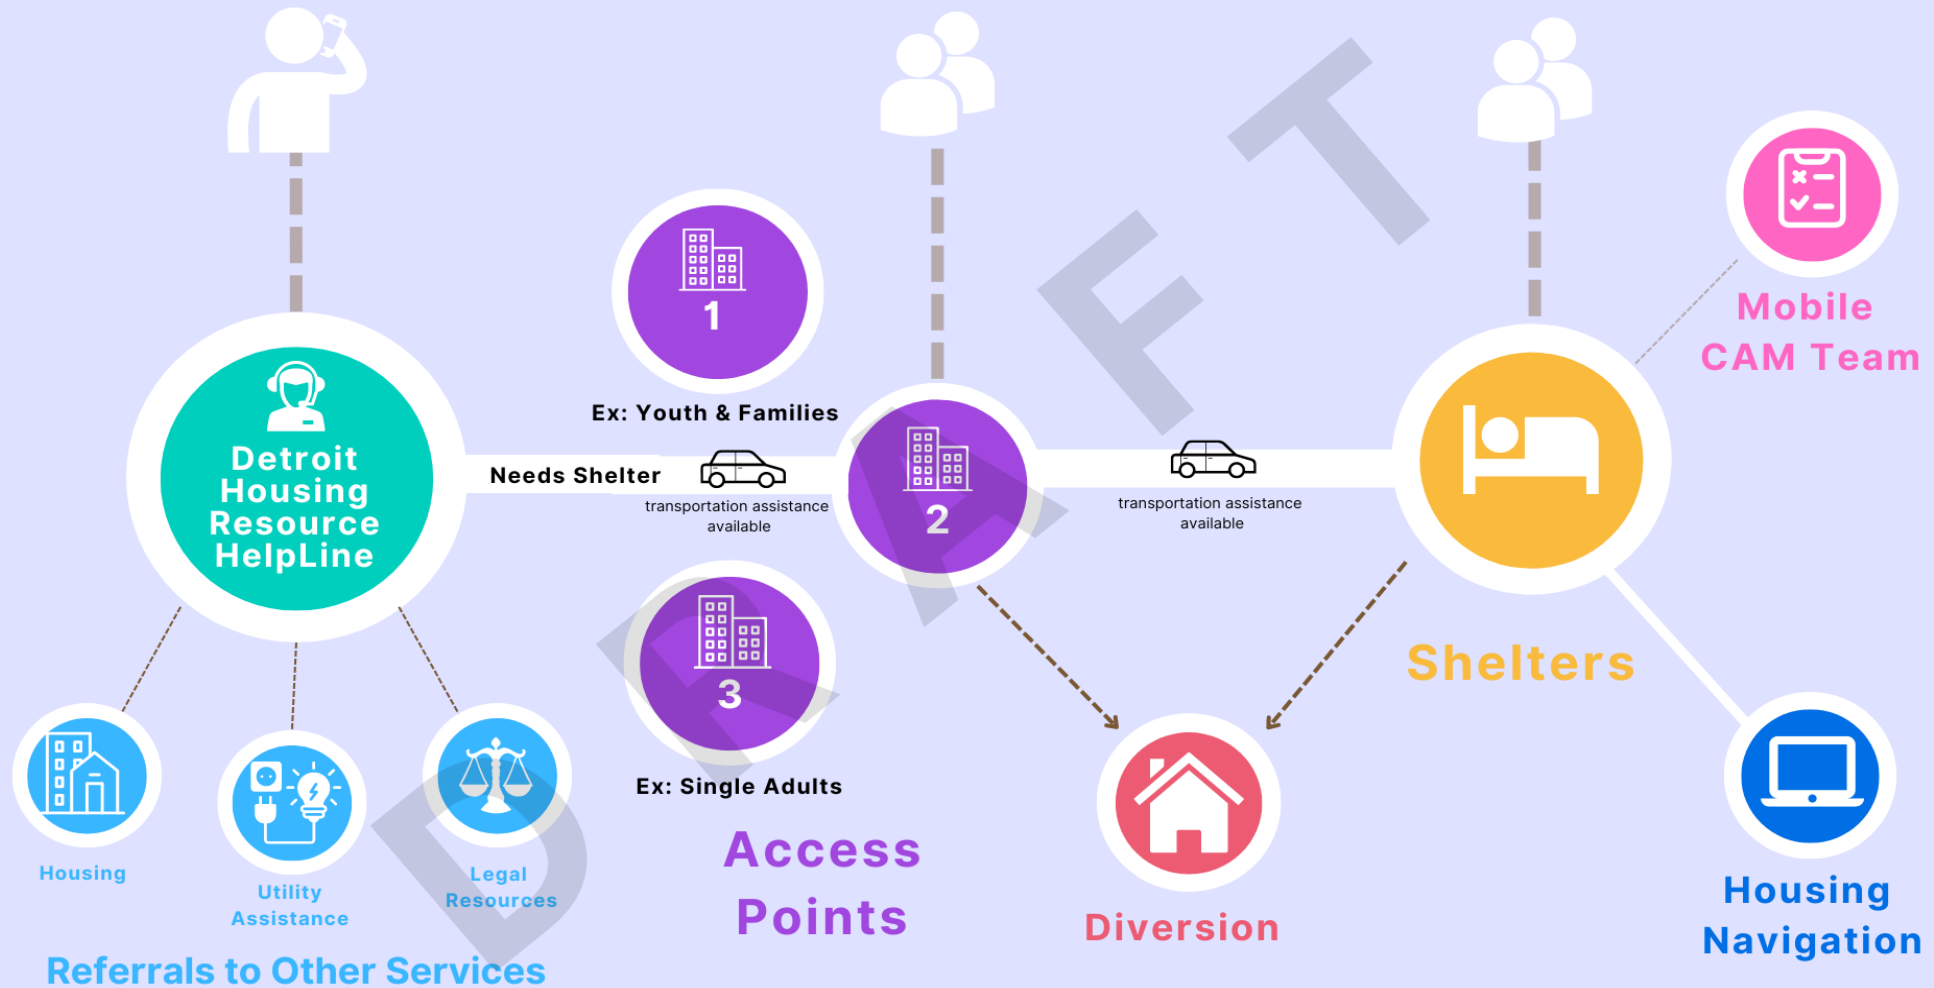 Detroit
Housing
Resource
HelpLine
Housing
Utility
Assistance
Legal
Resources
Referrals to Other Services
Needs Shelter
transportation assistance
available
1
Ex: Youth & Families
2
3
Ex: Single Adults
Access
Points
transportation assistance
available
Diversion
Shelters
Mobile
CAM Team
Housing
Navigation
DRAFT